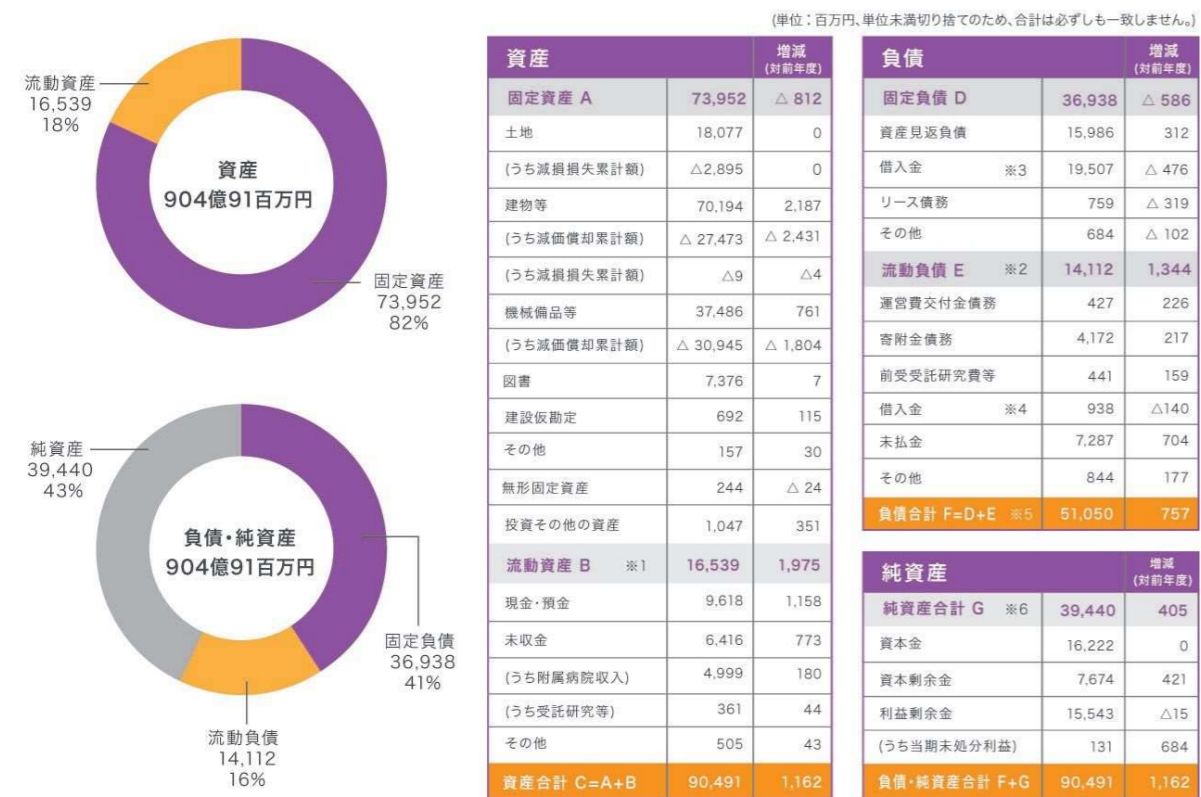 (単位：百万円、単位未満切り捨てのため、合計は必ずしも一致しません。)
流動資産
16,539
18%
資産
904億91百万円
固定資産
73,952
82%
純資産
39,440
43%
負債・純資産
904億91百万円
固定負債
36,938
41%
流動負債
14,112
16%
資産 増減
(対前年度)
固定資産 A 73,952 △ 812
土地 18,077 0
(うち減損損失累計額) △2,895 0
建物等 70,194 2,187
(うち減価償却累計額) △ 27,473 △ 2,431
(うち減損損失累計額) △9 △4
機械備品等 37,486 761
(うち減価償却累計額) △ 30,945 △ 1,804
図書 7,376 7
建設仮勘定 692 115
その他 157 30
無形固定資産 244 △ 24
投資その他の資産 1,047 351
流動資産 B ※1 16,539 1,975
現金・預金 9,618 1,158
未収金 6,416 773
(うち附属病院収入) 4,999 180
(うち受託研究等) 361 44
その他 505 43
資産合計 C=A+B 90,491 1,162
負債 増減
(対前年度)
固定負債 D 36,938 △ 586
資産見返負債 15,986 312
借入金 ※3 19,507 △ 476
リース債務 759 △ 319
その他 684 △ 102
流動負債 E ※2 14,112 1,344
運営費交付金債務 427 226
寄附金債務 4,172 217
前受受託研究費等 441 159
借入金 ※4 938 △140
未払金 7,287 704
その他 844 177
負債合計 F=D+E ※5 51,050 757
純資産 増減
(対前年度)
純資産合計 G ※6 39,440 405
資本金 16,222 0
資本剰余金 7,674 421
利益剰余金 15,543 △15
(うち当期未処分利益) 131 684
負債・純資産合計 F+G 90,491 1,162